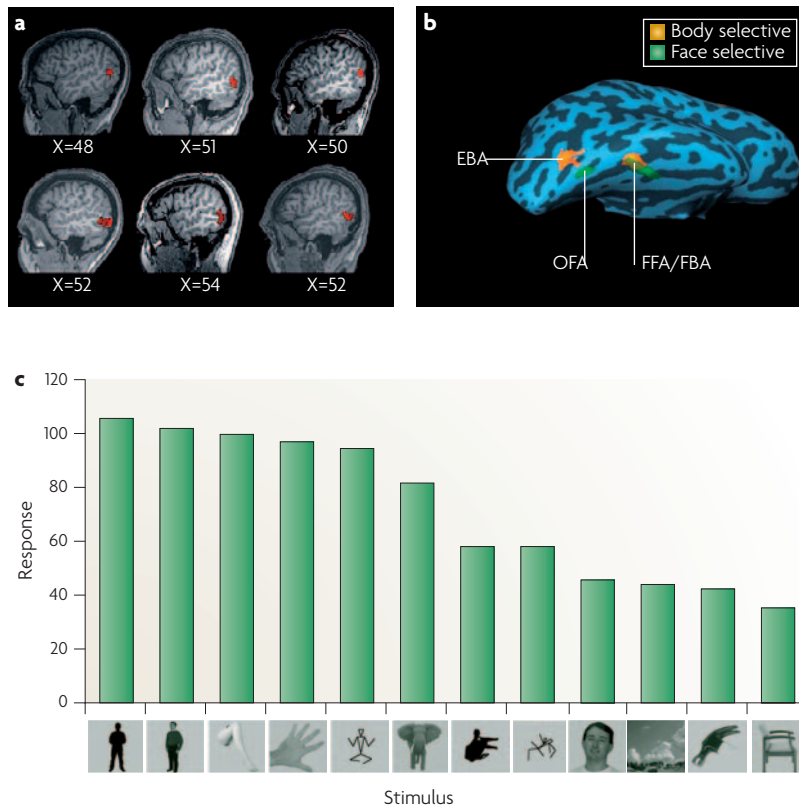 a
X=48
X=51
X=50
X=52
X=54
X=52
b
Body selective
Face selective
EBA
OFA
FFA/FBA
c
120
100
80
60
40
20
0
Response
Stimulus